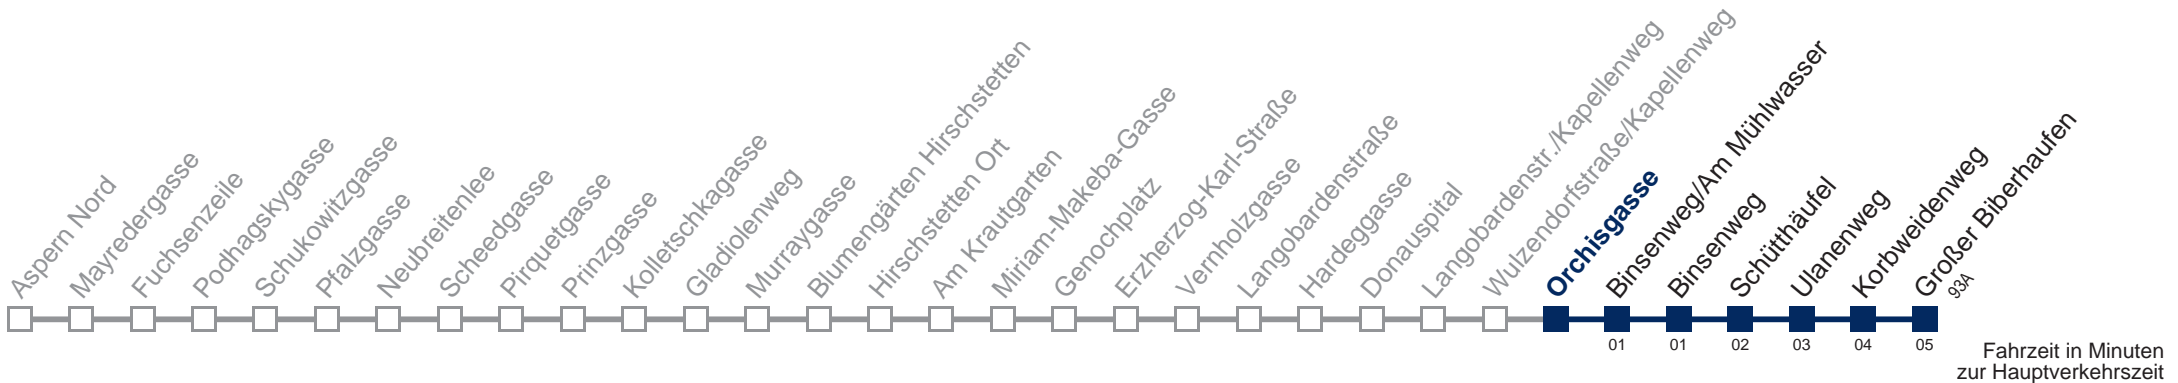 Aspern Nord
Mayredergasse
Fuchsenzeile
Podhagskygasse
Schukowitzgasse
Pfalzgasse
Neubreitenlee
Scheedgasse
Pirquetgasse
Prinzgasse
Kolletschkagasse
Gladiolenweg
Murraygasse
Blumengärten Hirschstetten
Hirschstetten Ort
Am Krautgarten
Miriam-Makeba-Gasse
Genochplatz
Erzherzog-Karl-Straße
Vernholzgasse
Langobardenstraße
Hardeggasse
Donauspital
Langobardenstr./Kapellenweg
Wulzendorfstraße/Kapellenweg
Orchisgasse
Binsenweg/Am Mühlwasser
Binsenweg
Schütthäufel
Ulanenweg
Korbweidenweg
Großer Biberhaufen
93A
01
01
02
03
04
05
Fahrzeit in Minuten
zur Hauptverkehrszeit